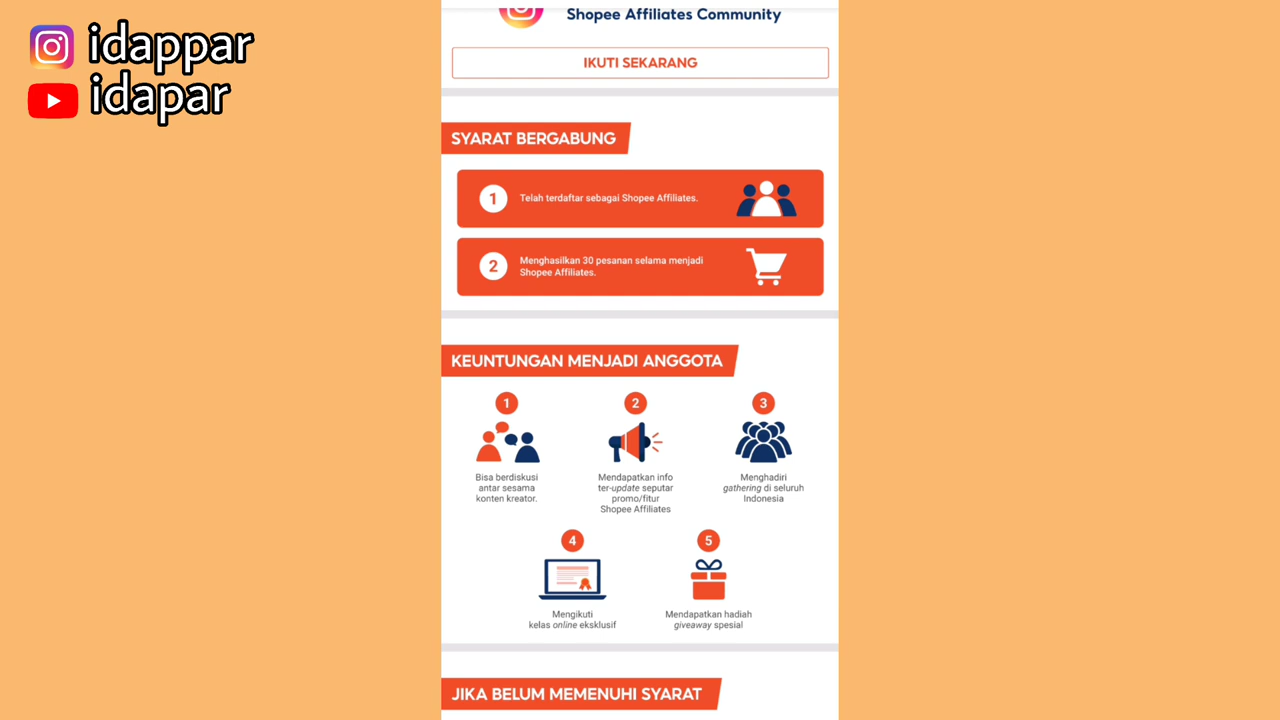 idappar
idapar
Shopee Affiliates Community
IKUTI SEKARANG
SYARAT BERGABUNG
1
Telah terdaftar sebagai Shopee Affiliates.
2
Menghasilkan 30 pesanan selama menjadi
Shopee Affiliates.
KEUNTUNGAN MENJADI ANGGOTA
1
Bisa berdiskusi
antar sesama
konten kreator.
2
Mendapatkan info
ter-update seputar
promo/fitur
Shopee Affiliates
3
Menghadiri
gathering di seluruh
Indonesia
4
Mengikuti
kelas online eksklusif
5
Mendapatkan hadiah
giveaway spesial
JIKA BELUM MEMENUHI SYARAT